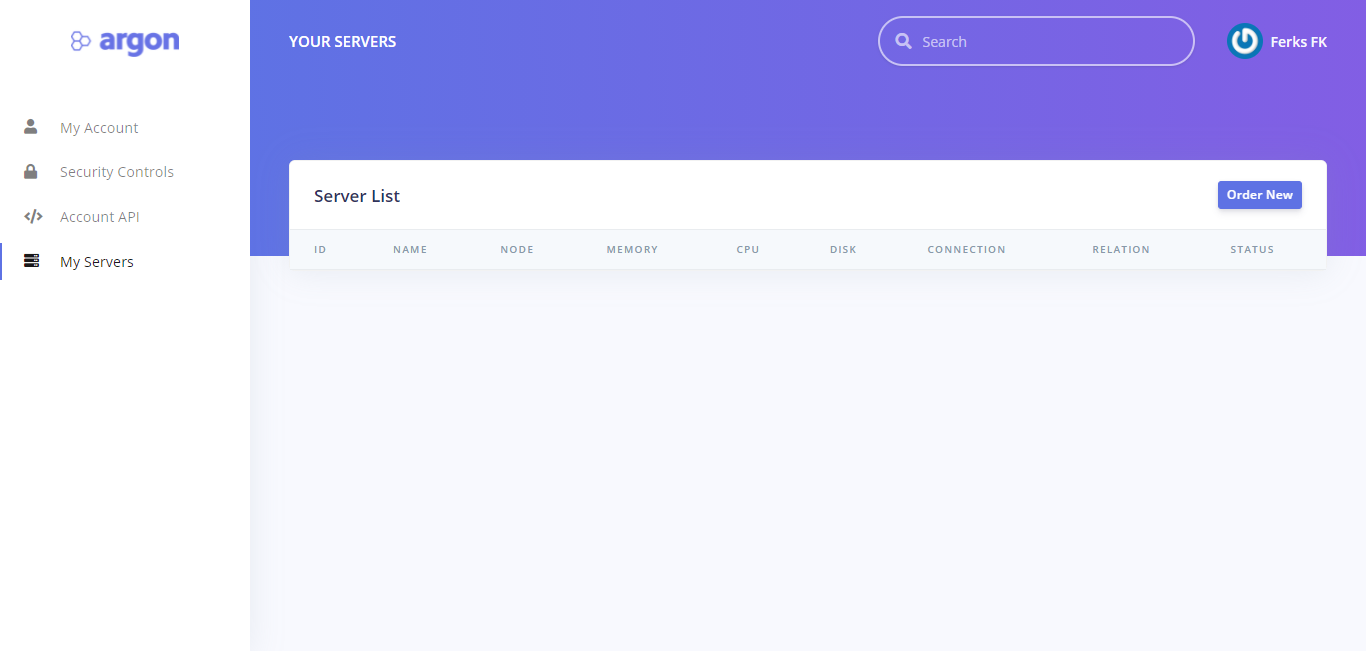 argon
My Account
Security Controls
Account API
My Servers
YOUR SERVERS
Search
Ferks FK
Server List
Order New
ID NAME NODE MEMORY CPU DISK CONNECTION RELATION STATUS